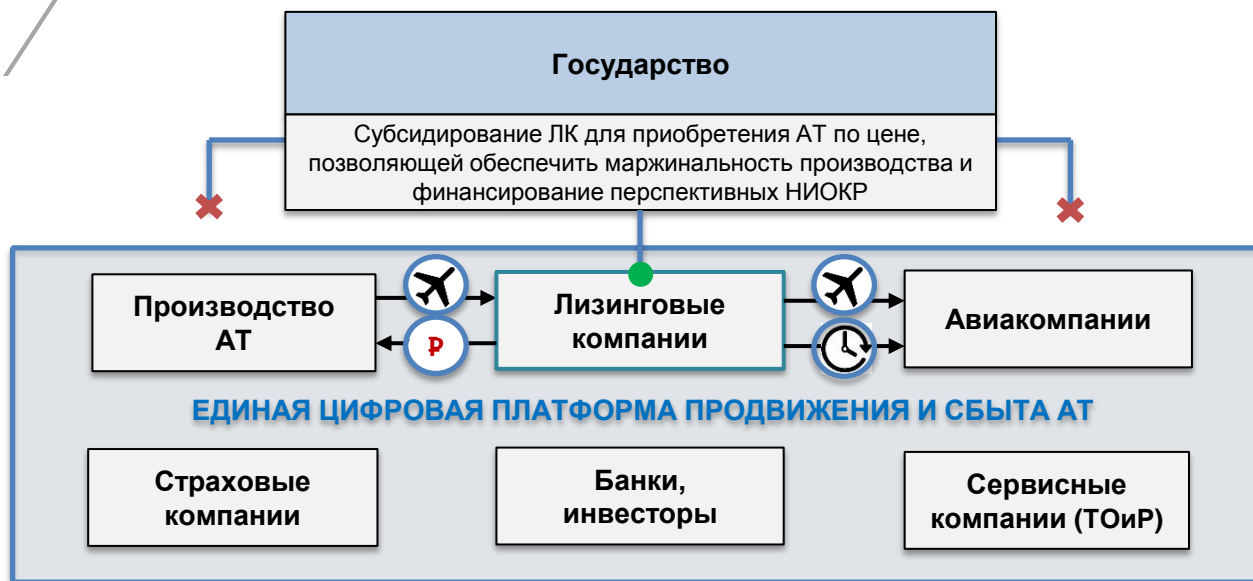 Государство
Субсидирование ЛК для приобретения АТ по цене,
позволяющей обеспечить маржинальность производства и
финансирование перспективных НИОКР
Производство
АТ
₽
Лизинговые
компании
Авиакомпании
ЕДИНАЯ ЦИФРОВАЯ ПЛАТФОРМА ПРОДВИЖЕНИЯ И СБЫТА АТ
Страховые
компании
Банки,
инвесторы
Сервисные
компании (ТОиР)